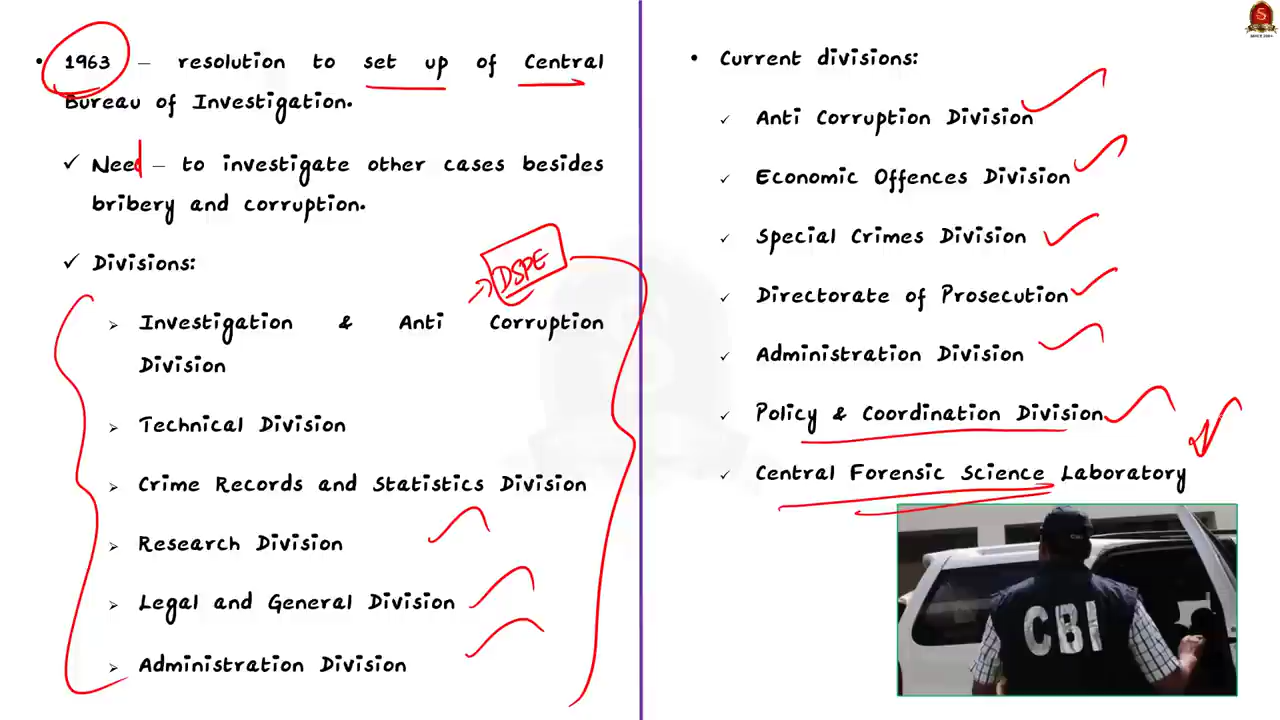 • 1963 – resolution to set up of Central
Bureau of Investigation.
✓ Need – to investigate other cases besides
bribery and corruption.
✓ Divisions:
DSPE
➢ Investigation & Anti Corruption
Division
➢ Technical Division
➢ Crime Records and Statistics Division
➢ Research Division
➢ Legal and General Division
➢ Administration Division
• Current divisions:
✓ Anti Corruption Division
✓ Economic Offences Division
✓ Special Crimes Division
✓ Directorate of Prosecution
✓ Administration Division
✓ Policy & Coordination Division
✓ Central Forensic Science Laboratory
CBI
CBI